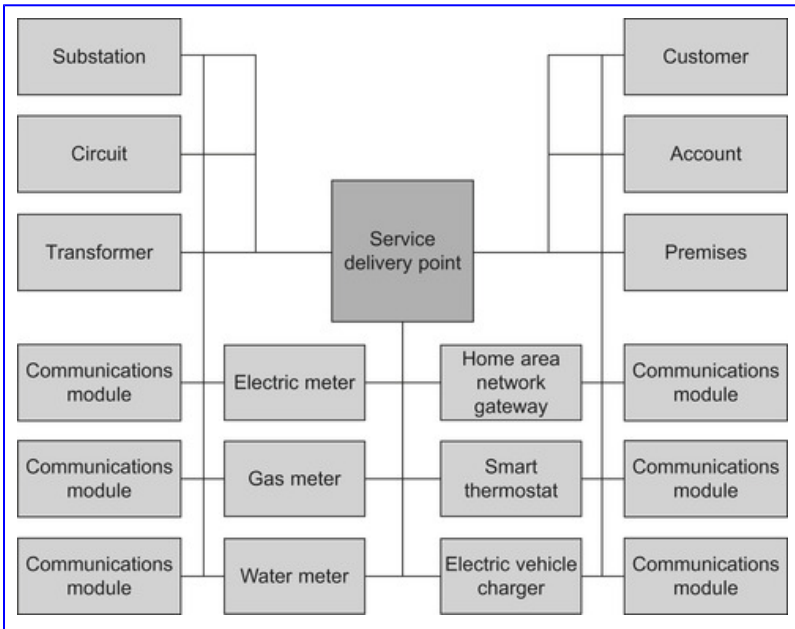 Substation
Customer
Circuit
Account
Service
delivery point
Transformer
Premises
Communications
module
Electric meter
Home area
network
gateway
Communications
module
Communications
module
Gas meter
Smart
thermostat
Communications
module
Communications
module
Water meter
Electric vehicle
charger
Communications
module